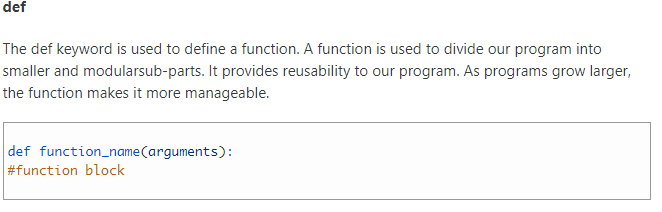 def
The def keyword is used to define a function. A function is used to divide our program into
smaller and modularsub-parts. It provides reusability to our program. As programs grow larger,
the function makes it more manageable.
def function_name(arguments):
#function block